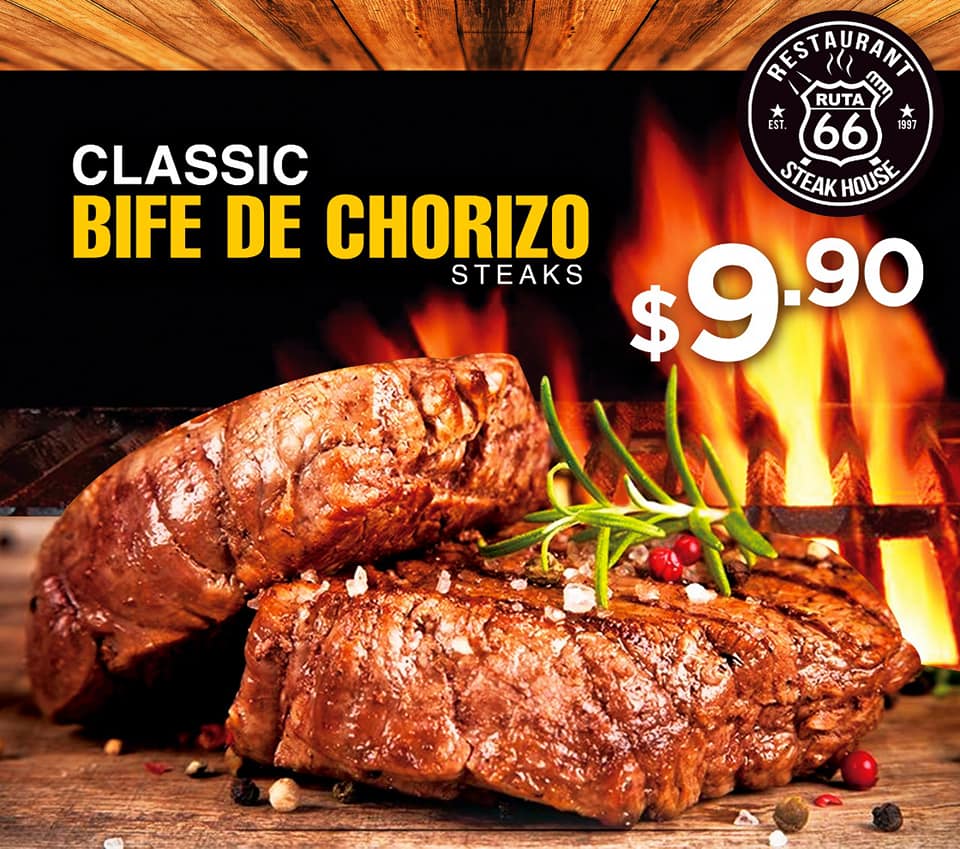 RESTAURANT
RUTA
66
EST. 1997
STEAK HOUSE
CLASSIC
BIFE DE CHORIZO
STEAKS
$9.90